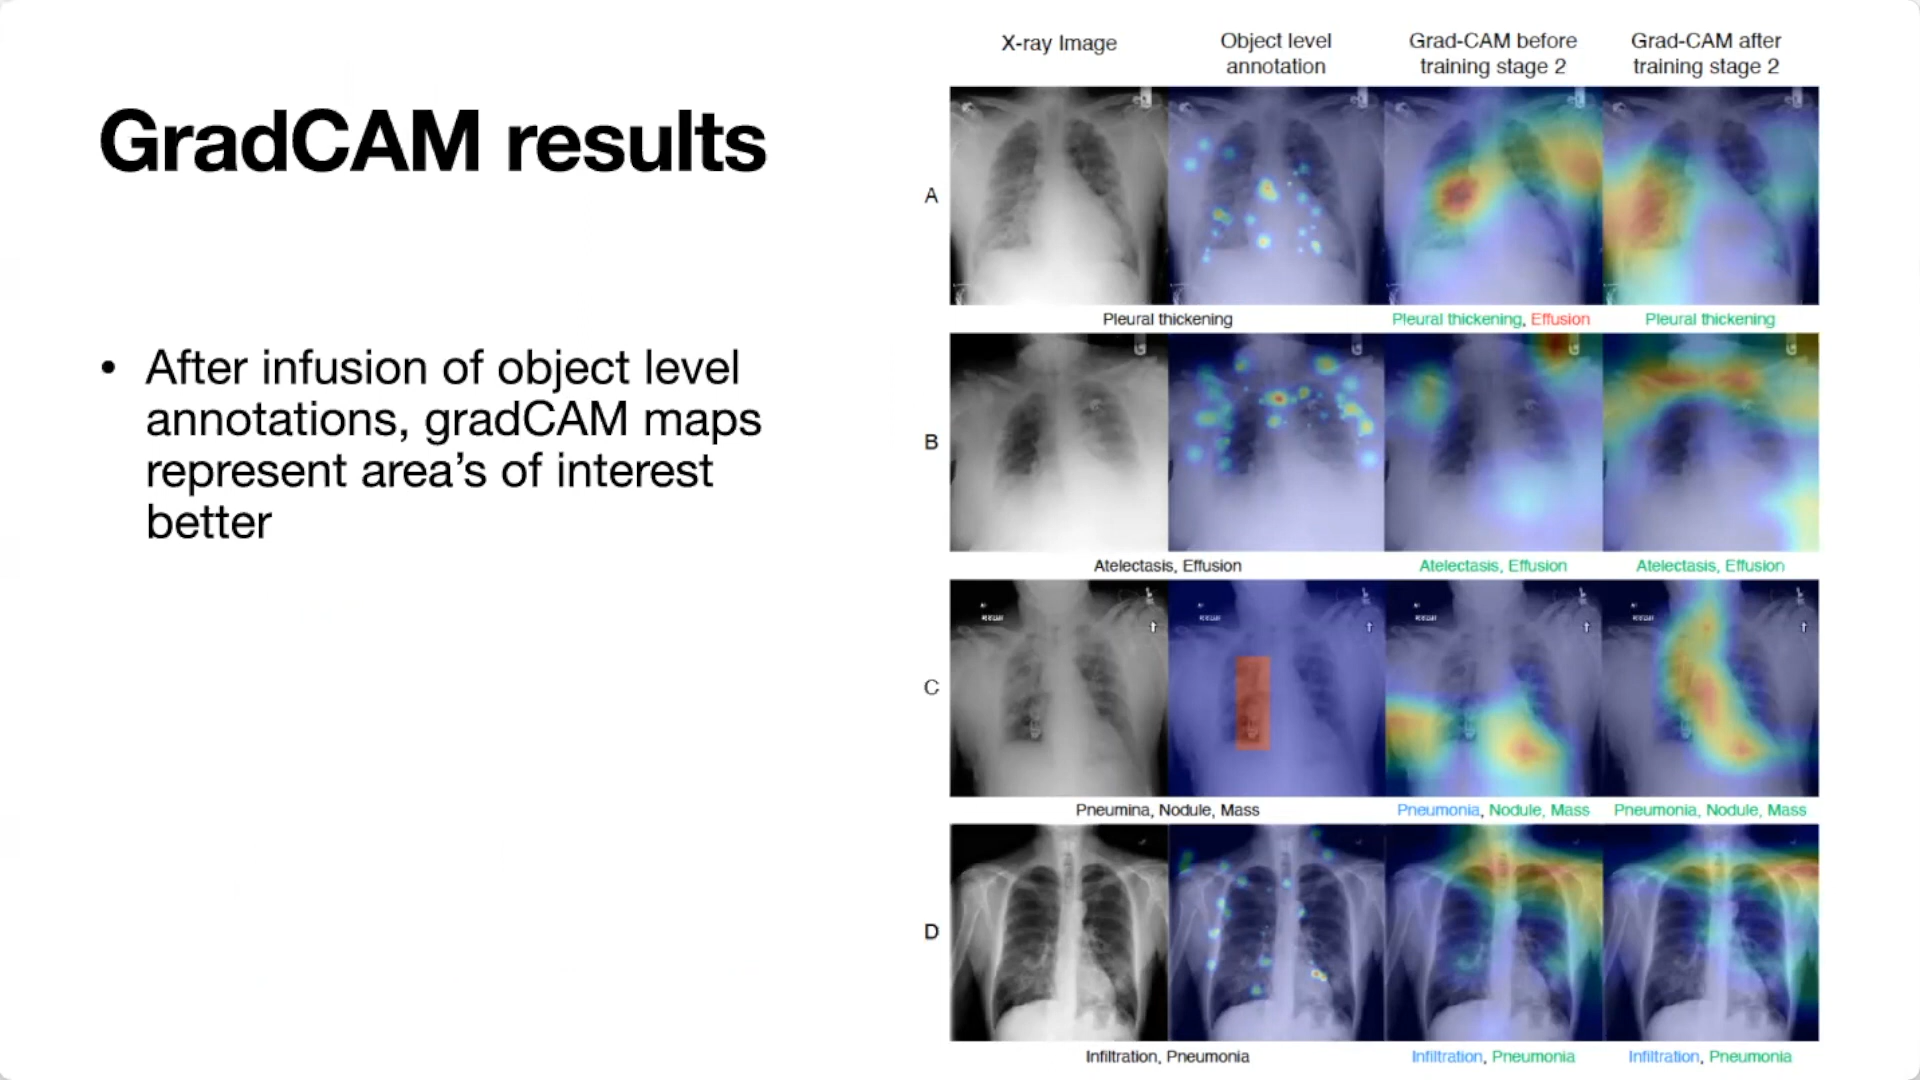 GradCAM results
• After infusion of object level
annotations, gradCAM maps
represent area's of interest
better
X-ray Image
Object level
annotation
Grad-CAM before
training stage 2
Grad-CAM after
training stage 2
A
Pleural thickening
Pleural thickening, Effusion
Pleural thickening
B
Atelectasis, Effusion
Atelectasis, Effusion
Atelectasis, Effusion
C
Pneumina, Nodule, Mass
Pneumonia, Nodule, Mass
Pneumonia, Nodule, Mass
D
Infiltration, Pneumonia
Infiltration, Pneumonia
Infiltration, Pneumonia